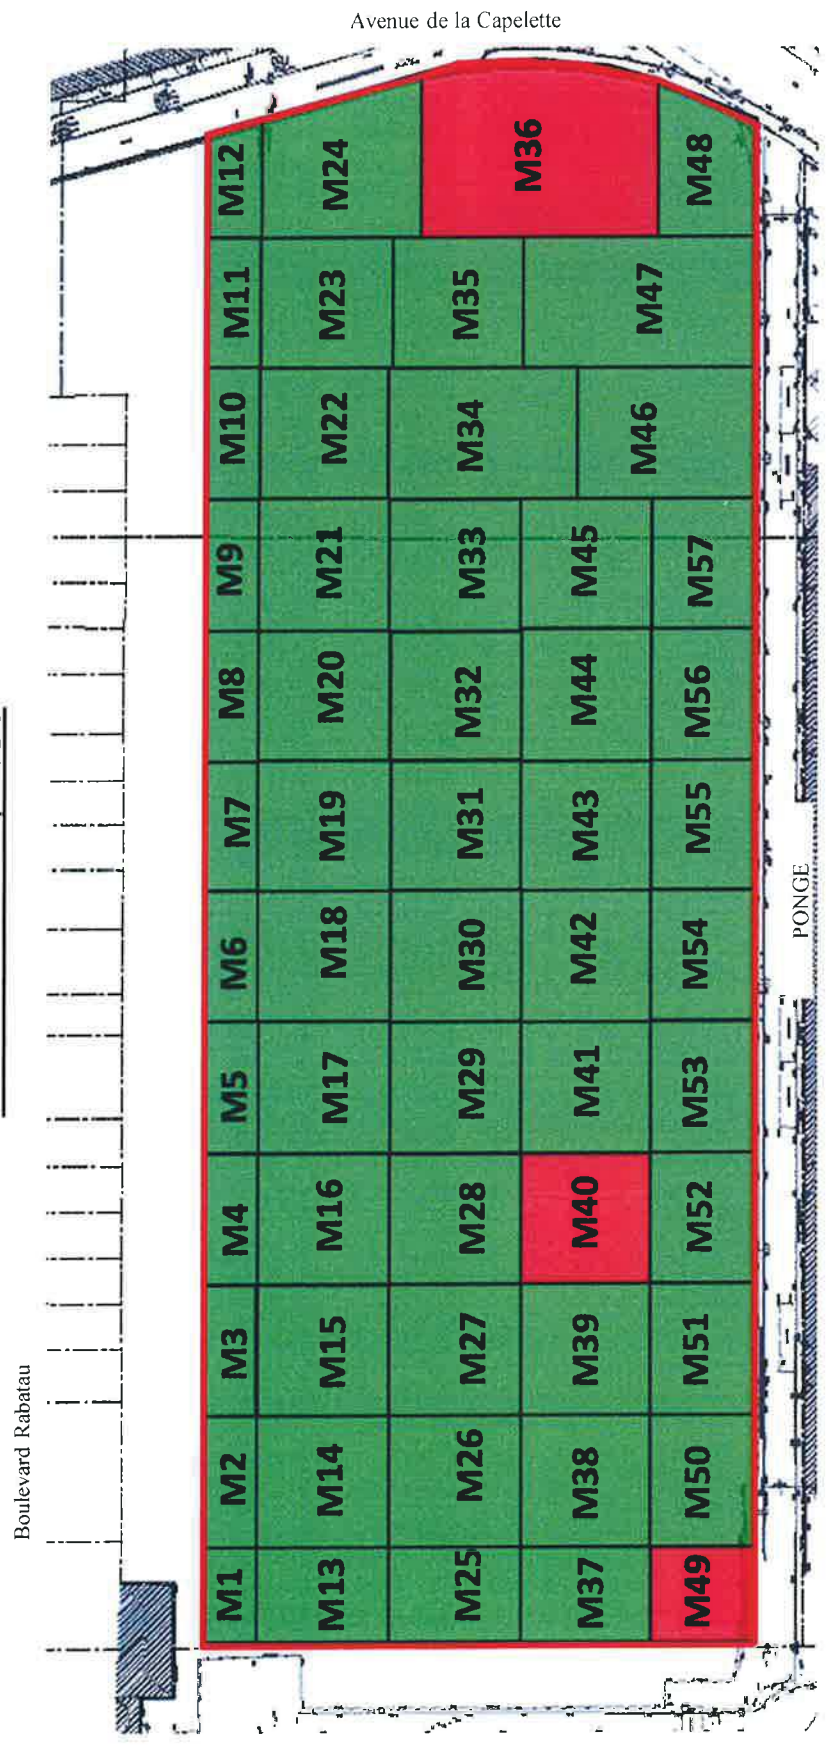 Avenue de la Capelette
M12 M24 M36 M48
M11 M23 M35 M47
M10 M22 M34 M46
M9 M21 M33 M45 M57
M8 M20 M32 M44 M56
M7 M19 M31 M43 M55
M6 M18 M30 M42 M54
M5 M17 M29 M41 M53
M4 M16 M28 M40 M52
M3 M15 M27 M39 M51
M2 M14 M26 M38 M50
M1 M13 M25 M37 M49
PONGE
Boulevard Rabatau